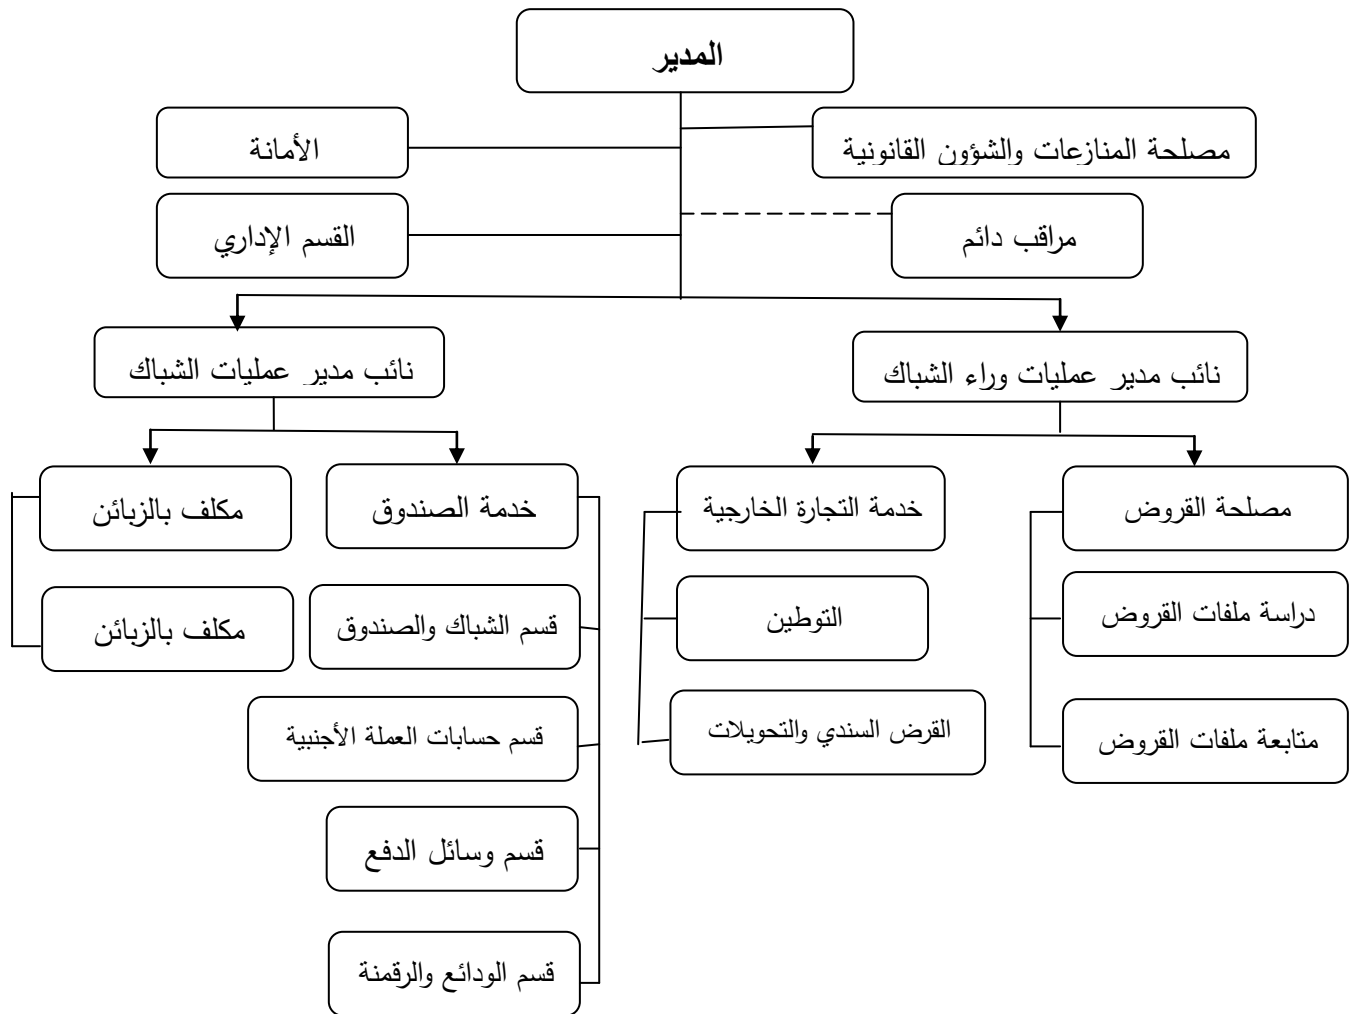 المدير
مصلحة المنازعات والشؤون القانونية
الأمانة
مراقب دائم
القسم الإداري
نائب مدير عمليات وراء الشباك
نائب مدير عمليات الشباك
مصلحة القروض
خدمة التجارة الخارجية
خدمة الصندوق
مكلف بالزبائن
دراسة ملفات القروض
التوطين
قسم الشباك والصندوق
مكلف بالزبائن
متابعة ملفات القروض
القرض السندي والتحويلات
قسم حسابات العملة الأجنبية
قسم وسائل الدفع
قسم الودائع والرقمنة